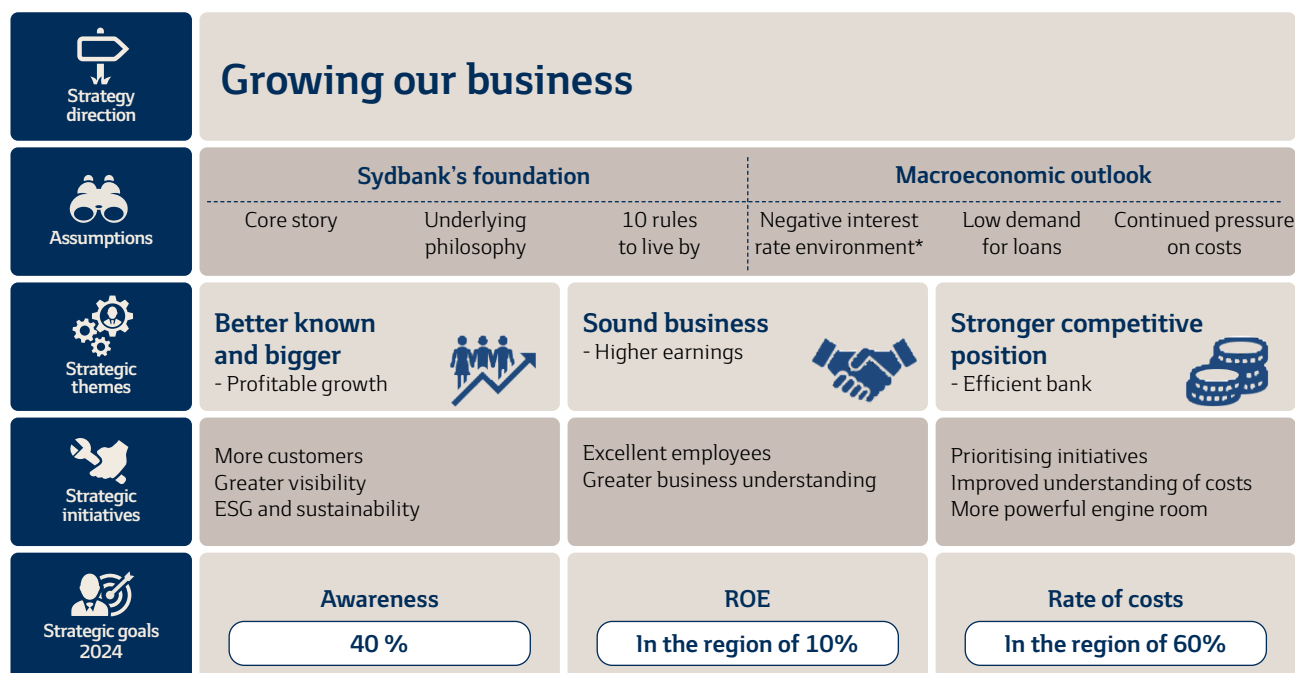 Strategy
direction
Growing our business
Assumptions
Sydbank's foundation
Macroeconomic outlook
Core story
Underlying
philosophy
10 rules
to live by
Negative interest
rate environment*
Low demand
for loans
Continued pressure
on costs
Strategic
themes
Better known
and bigger
- Profitable growth
Sound business
- Higher earnings
Stronger competitive
position
- Efficient bank
Strategic
initiatives
More customers
Greater visibility
ESG and sustainability
Excellent employees
Greater business understanding
Prioritising initiatives
Improved understanding of costs
More powerful engine room
Strategic goals
2024
Awareness
40 %
ROE
In the region of 10%
Rate of costs
In the region of 60%